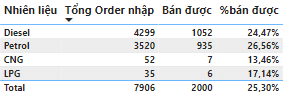 Nhiên liệu Tổng Order nhập Bán được %bán được
Diesel 4299 1052 24,47%
Petrol 3520 935 26,56%
CNG 52 7 13,46%
LPG 35 6 17,14%
Total 7906 2000 25,30%